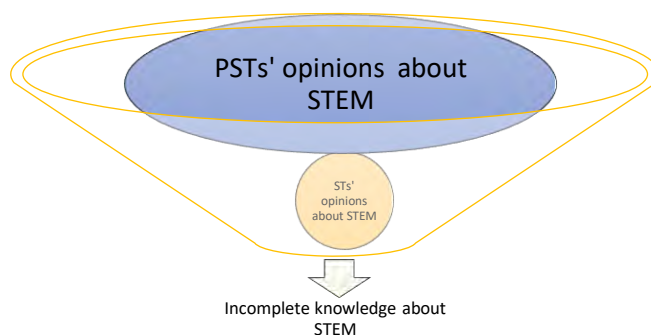 PSTs' opinions about
STEM
STs'
opinions
about STEM
Incomplete knowledge about
STEM